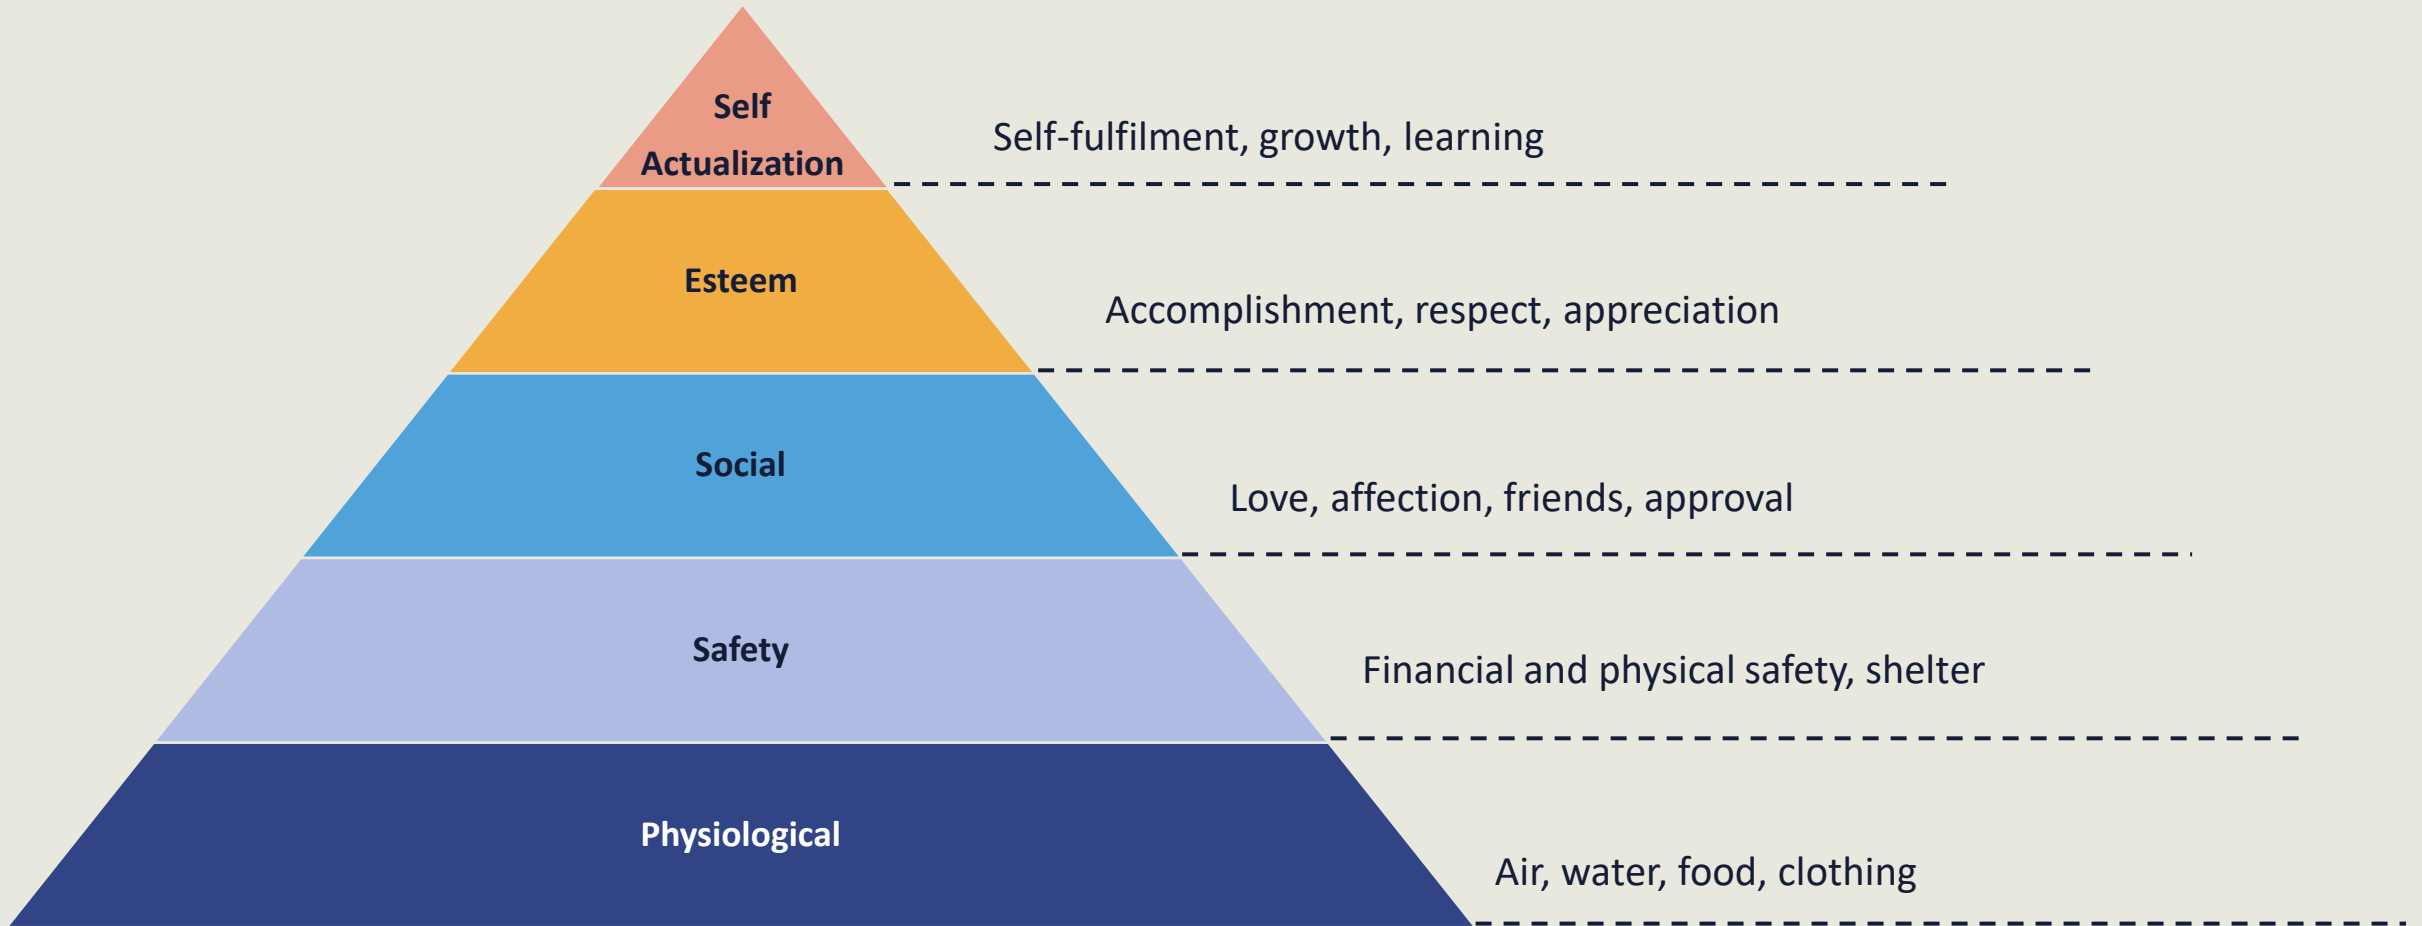 Self
Actualization
Self-fulfilment, growth, learning
Esteem
Accomplishment, respect, appreciation
Social
Love, affection, friends, approval
Safety
Financial and physical safety, shelter
Physiological
Air, water, food, clothing